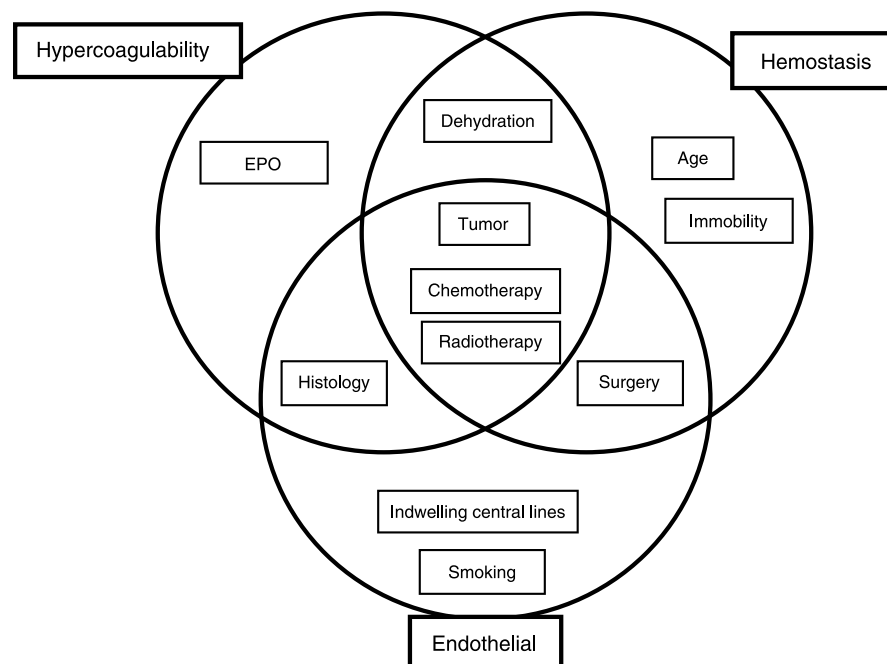 Hypercoagulability
Hemostasis
Dehydration
EPO
Age
Immobility
Tumor
Chemotherapy
Radiotherapy
Histology
Surgery
Indwelling central lines
Smoking
Endothelial